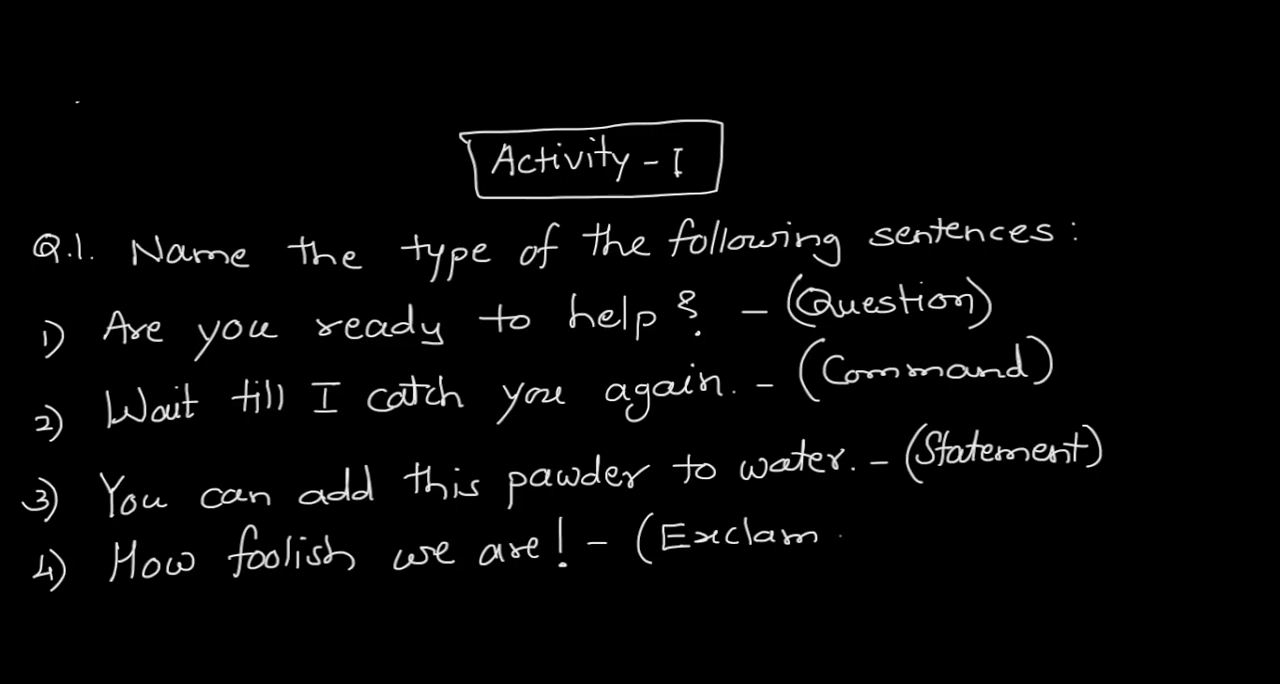 Activity - I
Q.1. Name the type of the following sentences :
1) Are you ready to help ? - (Question)
2) Wait till I catch you again. - (Command)
3) You can add this pawder to water. - (Statement)
4) How foolish we are! - (Exclam